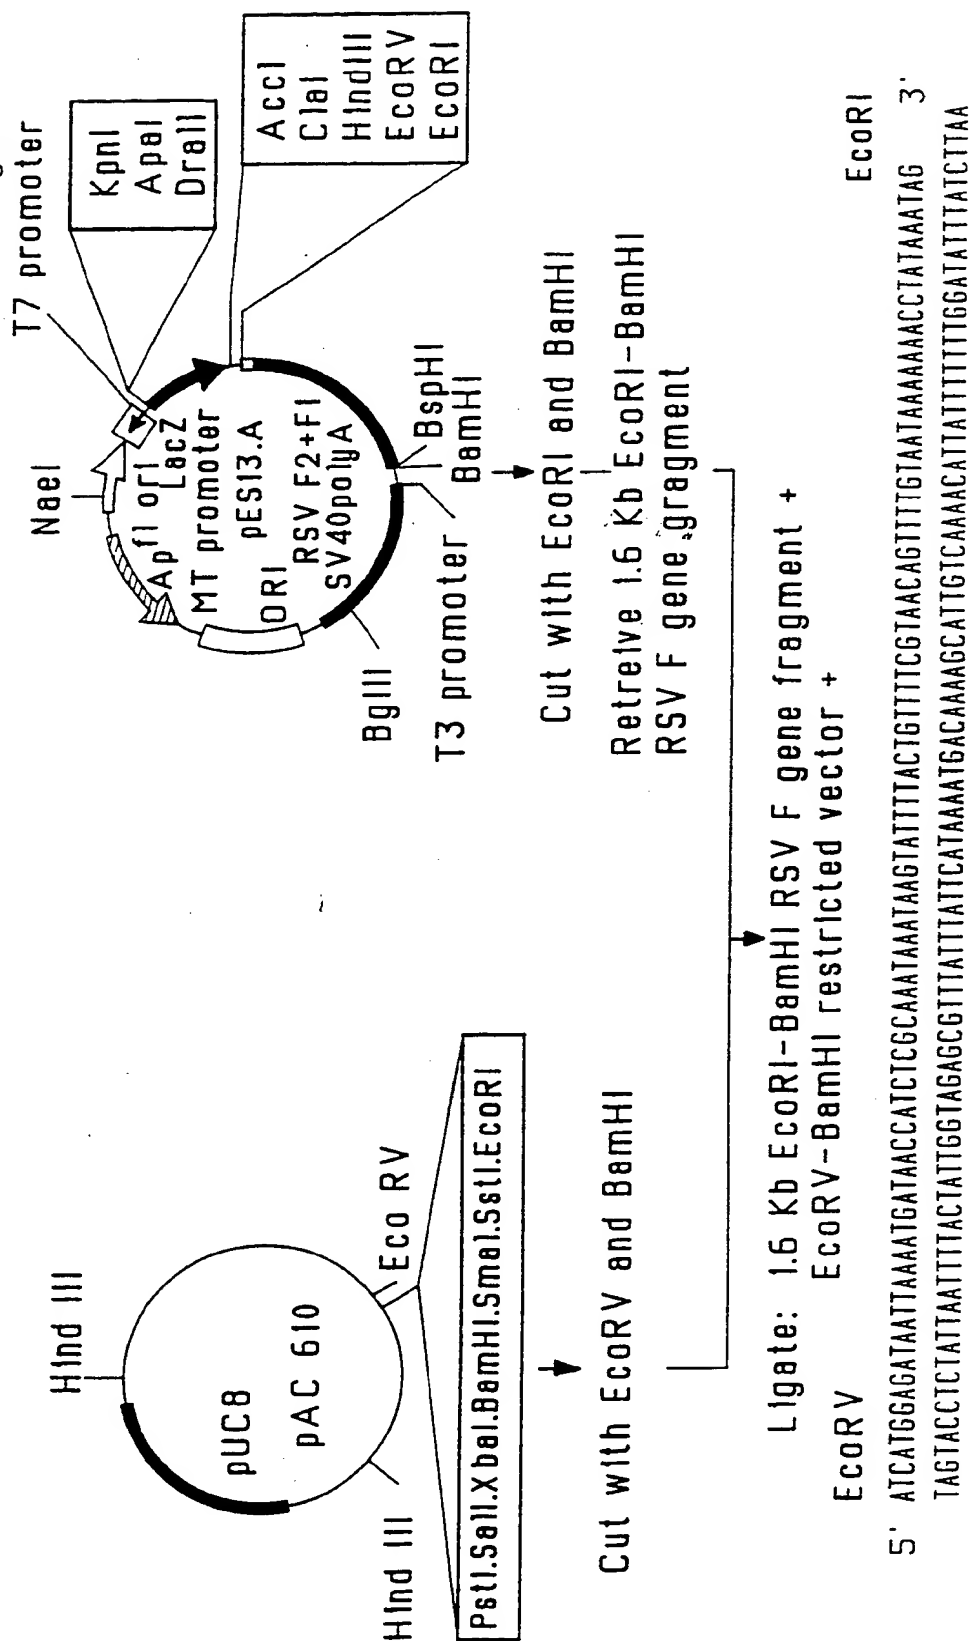 Hind III
pUC8
pAC 610
Hind III
Eco RV
PstI.SalI.XbaI.BamHI.SmaI.SstI.EcoRI
Cut with EcoRV and BamHI
T7 promoter
KpnI
ApaI
DraII
NaeI
Ap f1 ori
LacZ
MT promoter
pES13.A
ORI
RSV F2+F1
SV40polyA
AccI
ClaI
HindIII
EcoRV
EcoRI
BglII
T3 promoter
BspHI
BamHI
Cut with EcoRI and BamHI
Retreive 1.6 Kb EcoRI-BamHI
RSV F gene gragment
Ligate: 1.6 Kb EcoRI-BamHI RSV F gene fragment +
EcoRV-BamHI restricted vector +
EcoRV EcoRI
5' ATCATGGAGATAATTAAAATGATAACCATCTCGCAAATAAATAAGTATTTTACTGTTTTCGTAACAGTTTTGTAATAAAAAAACCTATAAATAG 3'
TAGTACCTCTATTAATTTTACTATTGGTAGAGCGTTTATTTATTCATAAAATGACAAAAGCATTGTCAAAACATTATTTTTTTGGATATTTATCTTAA